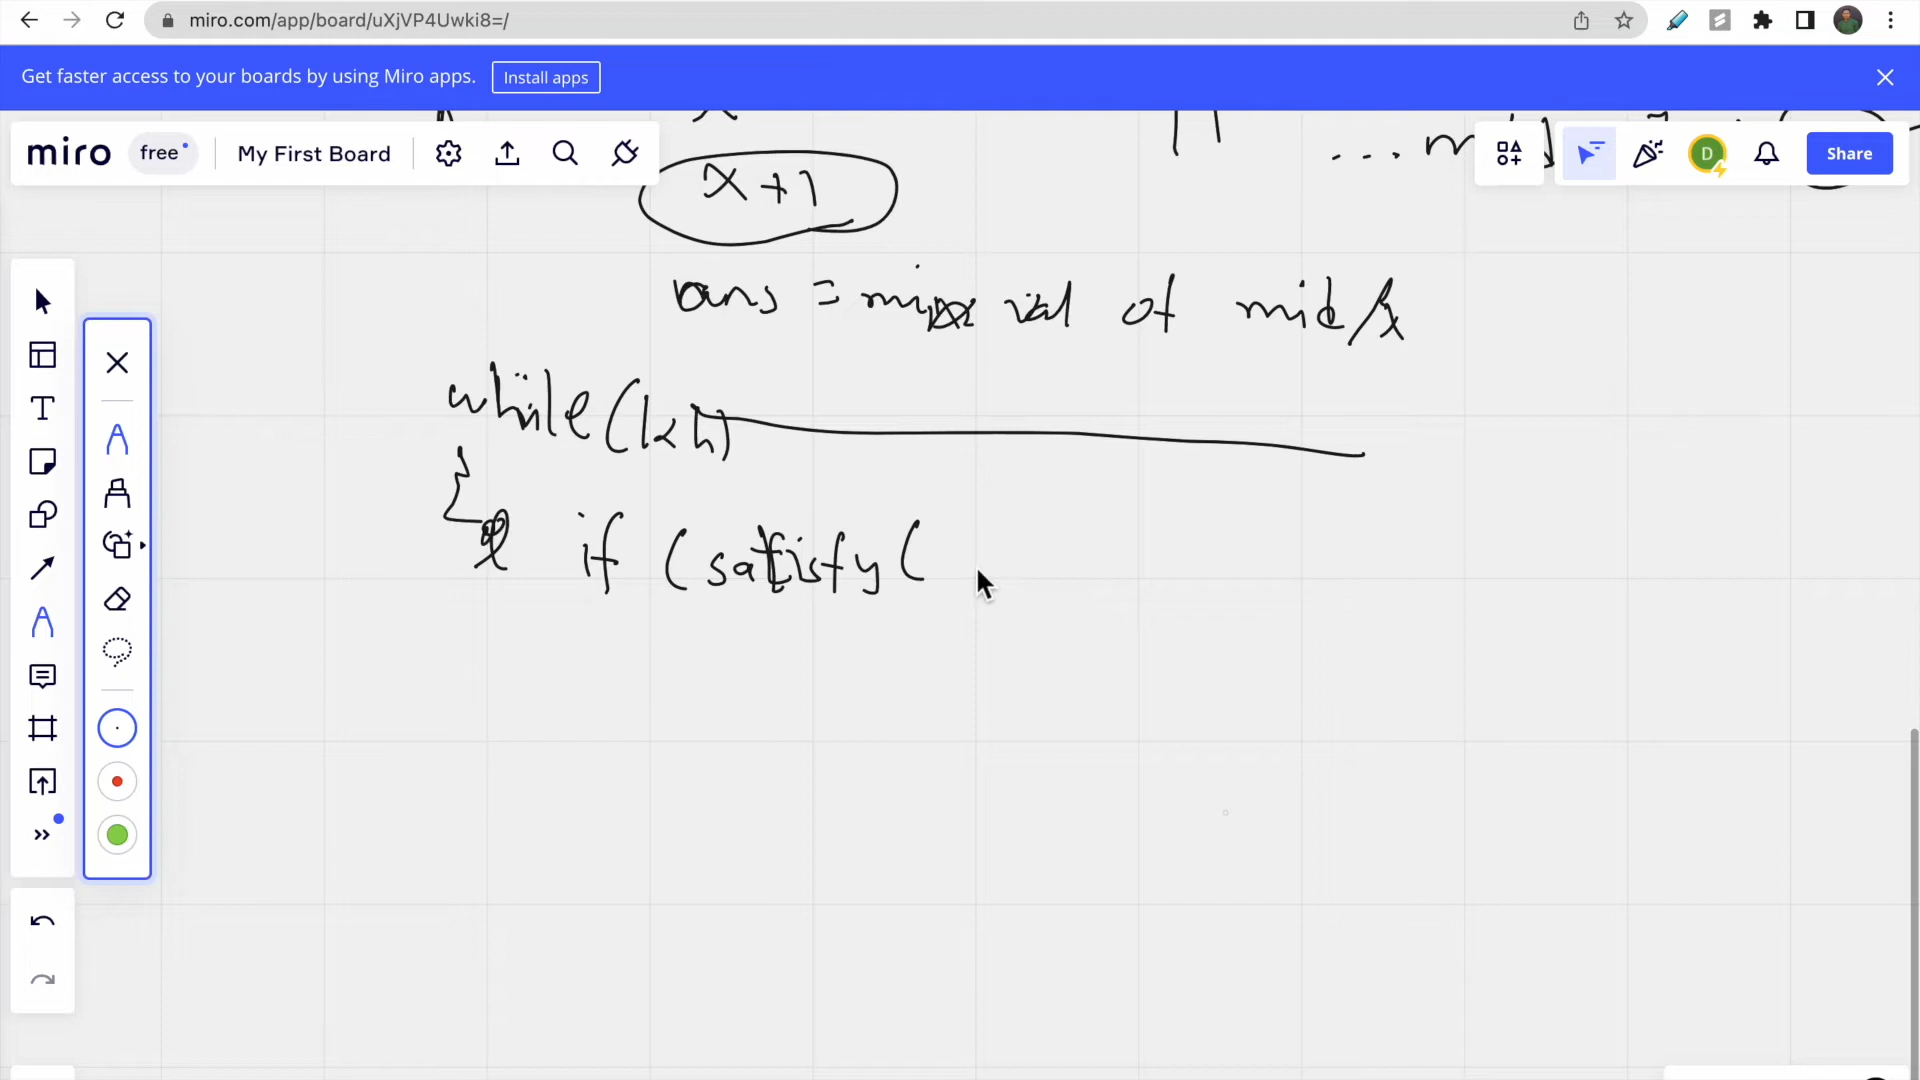 miro.com/app/board/uXjVP4Uwki8=/
Get faster access to your boards by using Miro apps. Install apps
miro free My First Board D Share
... m
x+1
ans = min val of mid/x
while(l<h)
{
if (satisfy(